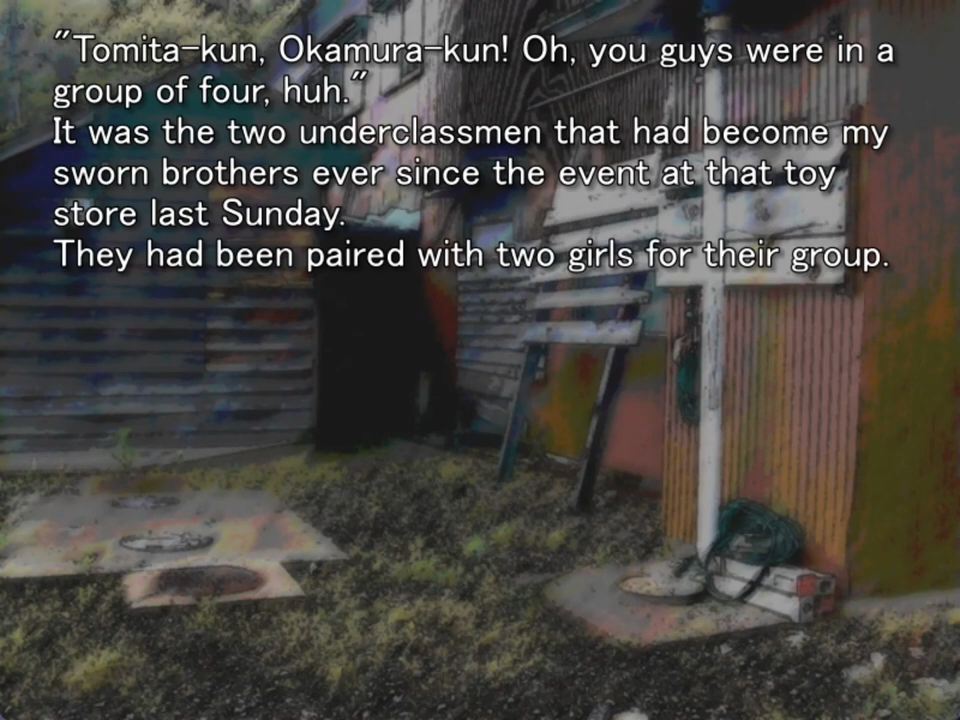 "Tomita-kun, Okamura-kun! Oh, you guys were in a
group of four, huh."
It was the two underclassmen that had become my
sworn brothers ever since the event at that toy
store last Sunday.
They had been paired with two girls for their group.